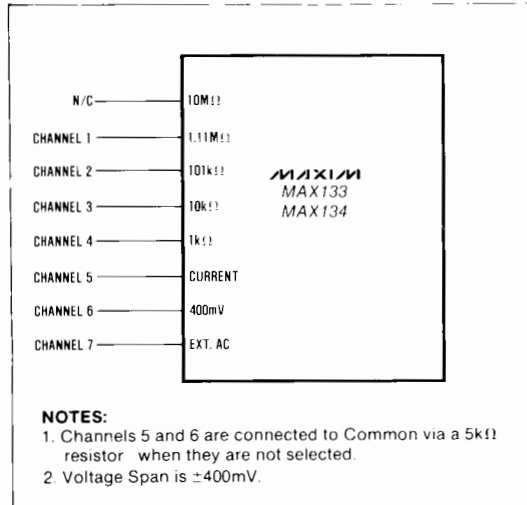 N/C 10MΩ
CHANNEL 1 1.11MΩ
CHANNEL 2 101kΩ
CHANNEL 3 10kΩ
CHANNEL 4 1kΩ
CHANNEL 5 CURRENT
CHANNEL 6 400mV
CHANNEL 7 EXT. AC
MAXIM
MAX133
MAX134
NOTES:
1. Channels 5 and 6 are connected to Common via a 5kΩ
resistor when they are not selected.
2. Voltage Span is ±400mV.